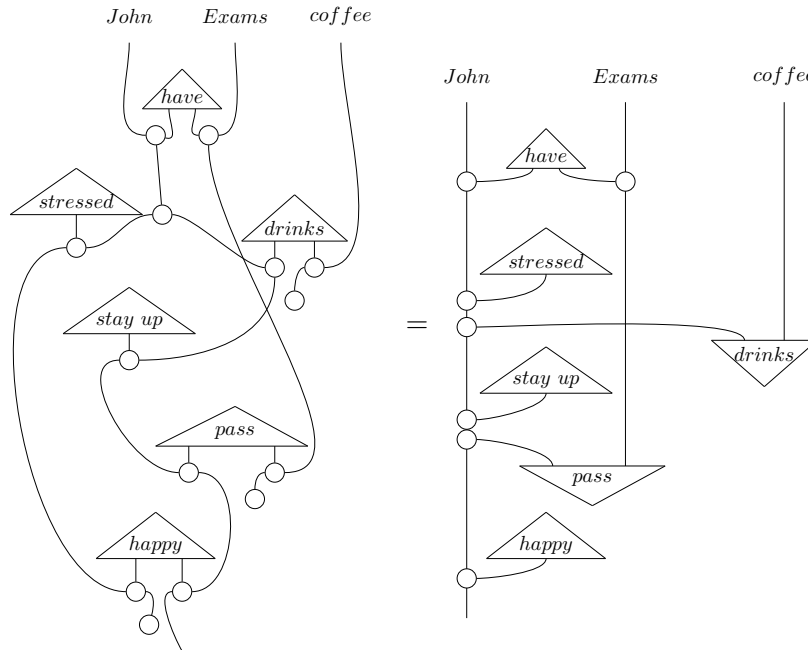 John Exams coffee
have
stressed
drinks
stay up
pass
happy
=
John Exams coffee
have
stressed
drinks
stay up
pass
happy